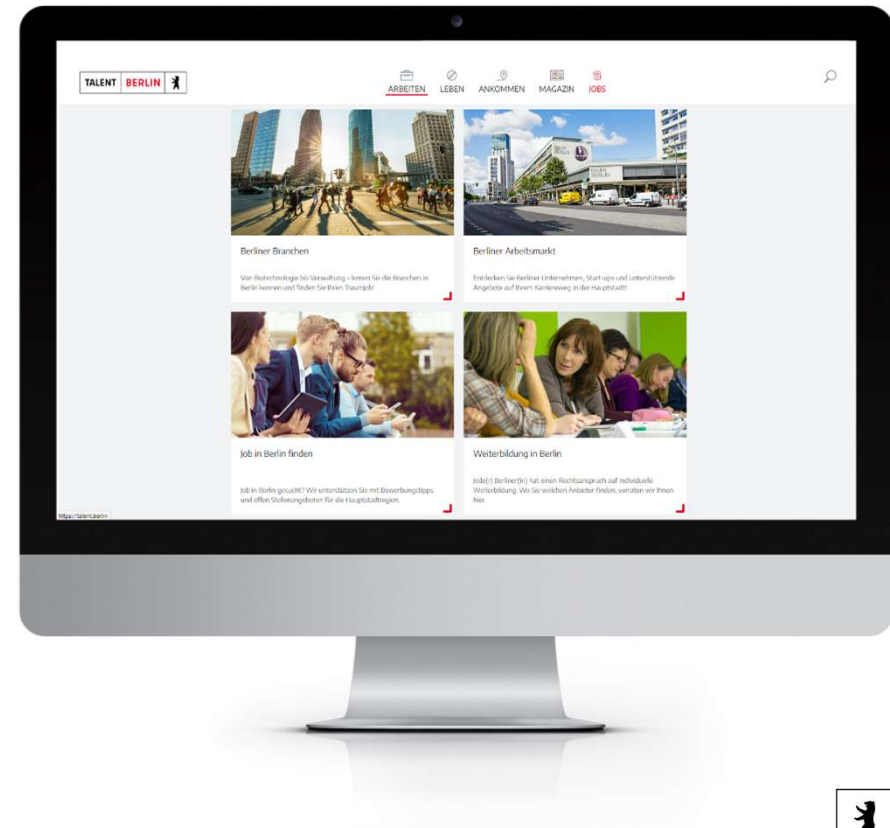 TALENT BERLIN
ARBEITEN LEBEN ANKOMMEN MAGAZIN JOBS
BIKINI BERLIN
Berliner Branchen
Von Biotechnologie bis Verwaltung – lernen Sie die Branchen in
Berlin kennen und finden Sie Ihren Traumjob!
Berliner Arbeitsmarkt
Entdecken Sie Berliner Unternehmen, Start-ups und unterstützende
Angebote auf Ihrem Karriereweg in der Hauptstadt!
Job in Berlin finden
Job in Berlin gesucht? Wir unterstützen Sie mit Bewerbungstipps
und offen Stellenangeboten für die Hauptstadtregion.
Weiterbildung in Berlin
Jede(r) Berliner(in) hat einen Rechtsanspruch auf individuelle
Weiterbildung. Wo Sie welchen Anbieter finden, verraten wir Ihnen
hier.
https://talent.berlin